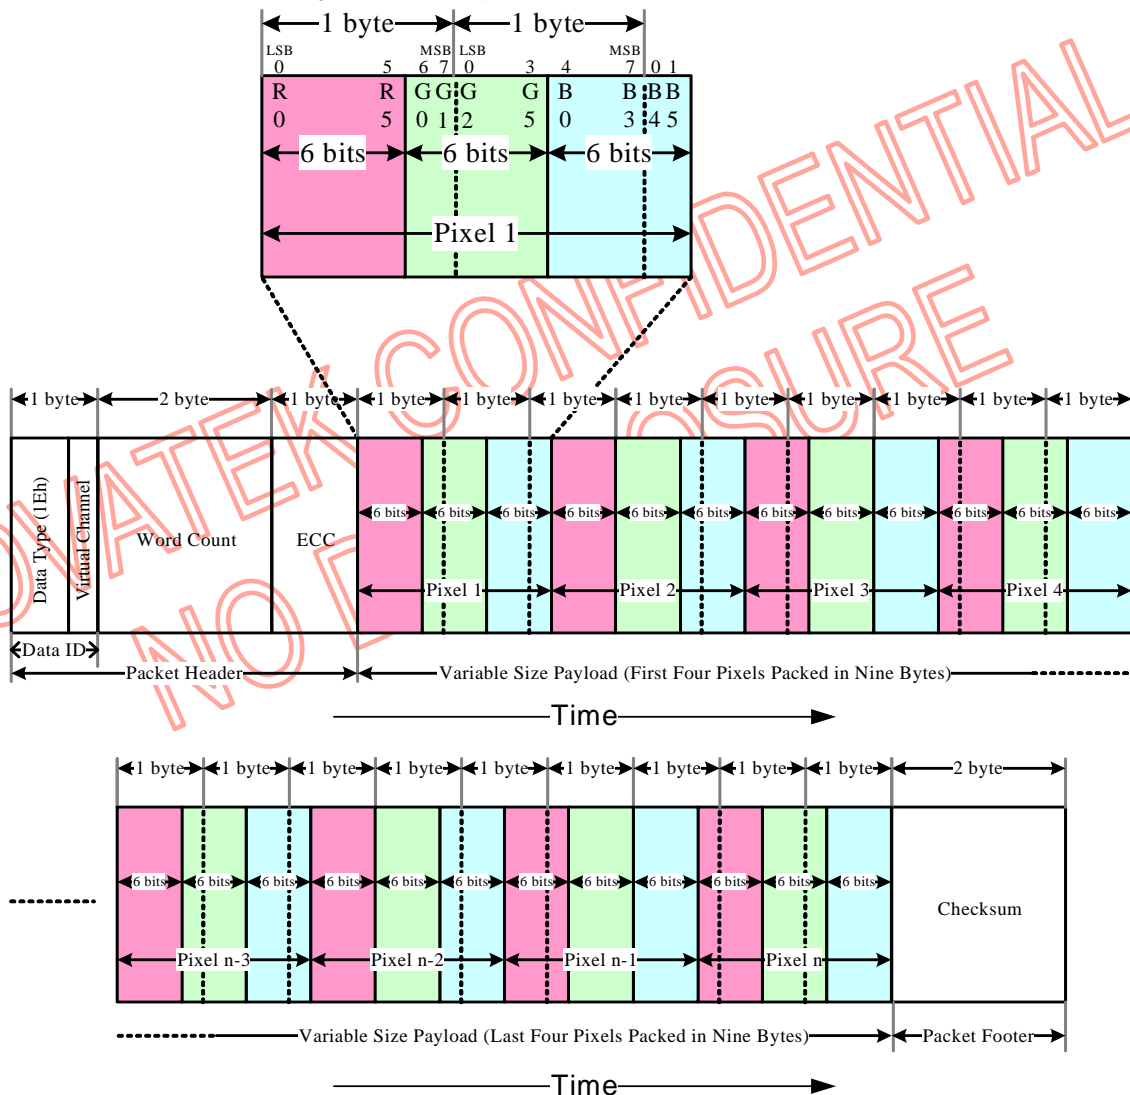 1 byte 1 byte
LSB MSB LSB MSB
0 5 6 7 0 3 4 7 0 1
R R G G G G B B B B
0 5 0 1 2 5 0 3 4 5
6 bits 6 bits 6 bits
Pixel 1
NOVATEK CONFIDENTIAL
NO DISCLOSURE
1 byte 2 byte 1 byte 1 byte 1 byte 1 byte 1 byte 1 byte 1 byte 1 byte 1 byte 1 byte
Data Type (1Eh)
Virtual Channel
Word Count
ECC
6 bits 6 bits 6 bits 6 bits 6 bits 6 bits 6 bits 6 bits 6 bits 6 bits 6 bits 6 bits
Pixel 1 Pixel 2 Pixel 3 Pixel 4
Data ID
Packet Header Variable Size Payload (First Four Pixels Packed in Nine Bytes)
Time
1 byte 1 byte 1 byte 1 byte 1 byte 1 byte 1 byte 1 byte 1 byte 2 byte
6 bits 6 bits 6 bits 6 bits 6 bits 6 bits 6 bits 6 bits 6 bits 6 bits 6 bits 6 bits
Checksum
Pixel n-3 Pixel n-2 Pixel n-1 Pixel n
Variable Size Payload (Last Four Pixels Packed in Nine Bytes) Packet Footer
Time